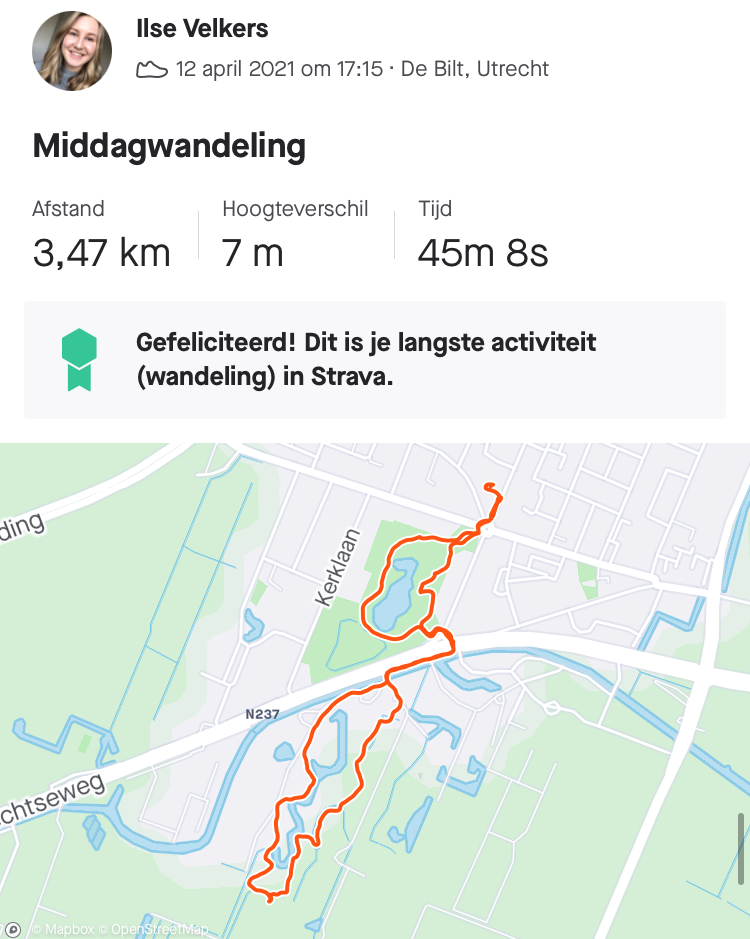 Ilse Velkers
12 april 2021 om 17:15 · De Bilt, Utrecht
Middagwandeling
Afstand
3,47 km
Hoogteverschil
7 m
Tijd
45m 8s
Gefeliciteerd! Dit is je langste activiteit
(wandeling) in Strava.
ding
Kerklaan
N237
chtseweg
© Mapbox © OpenStreetMap